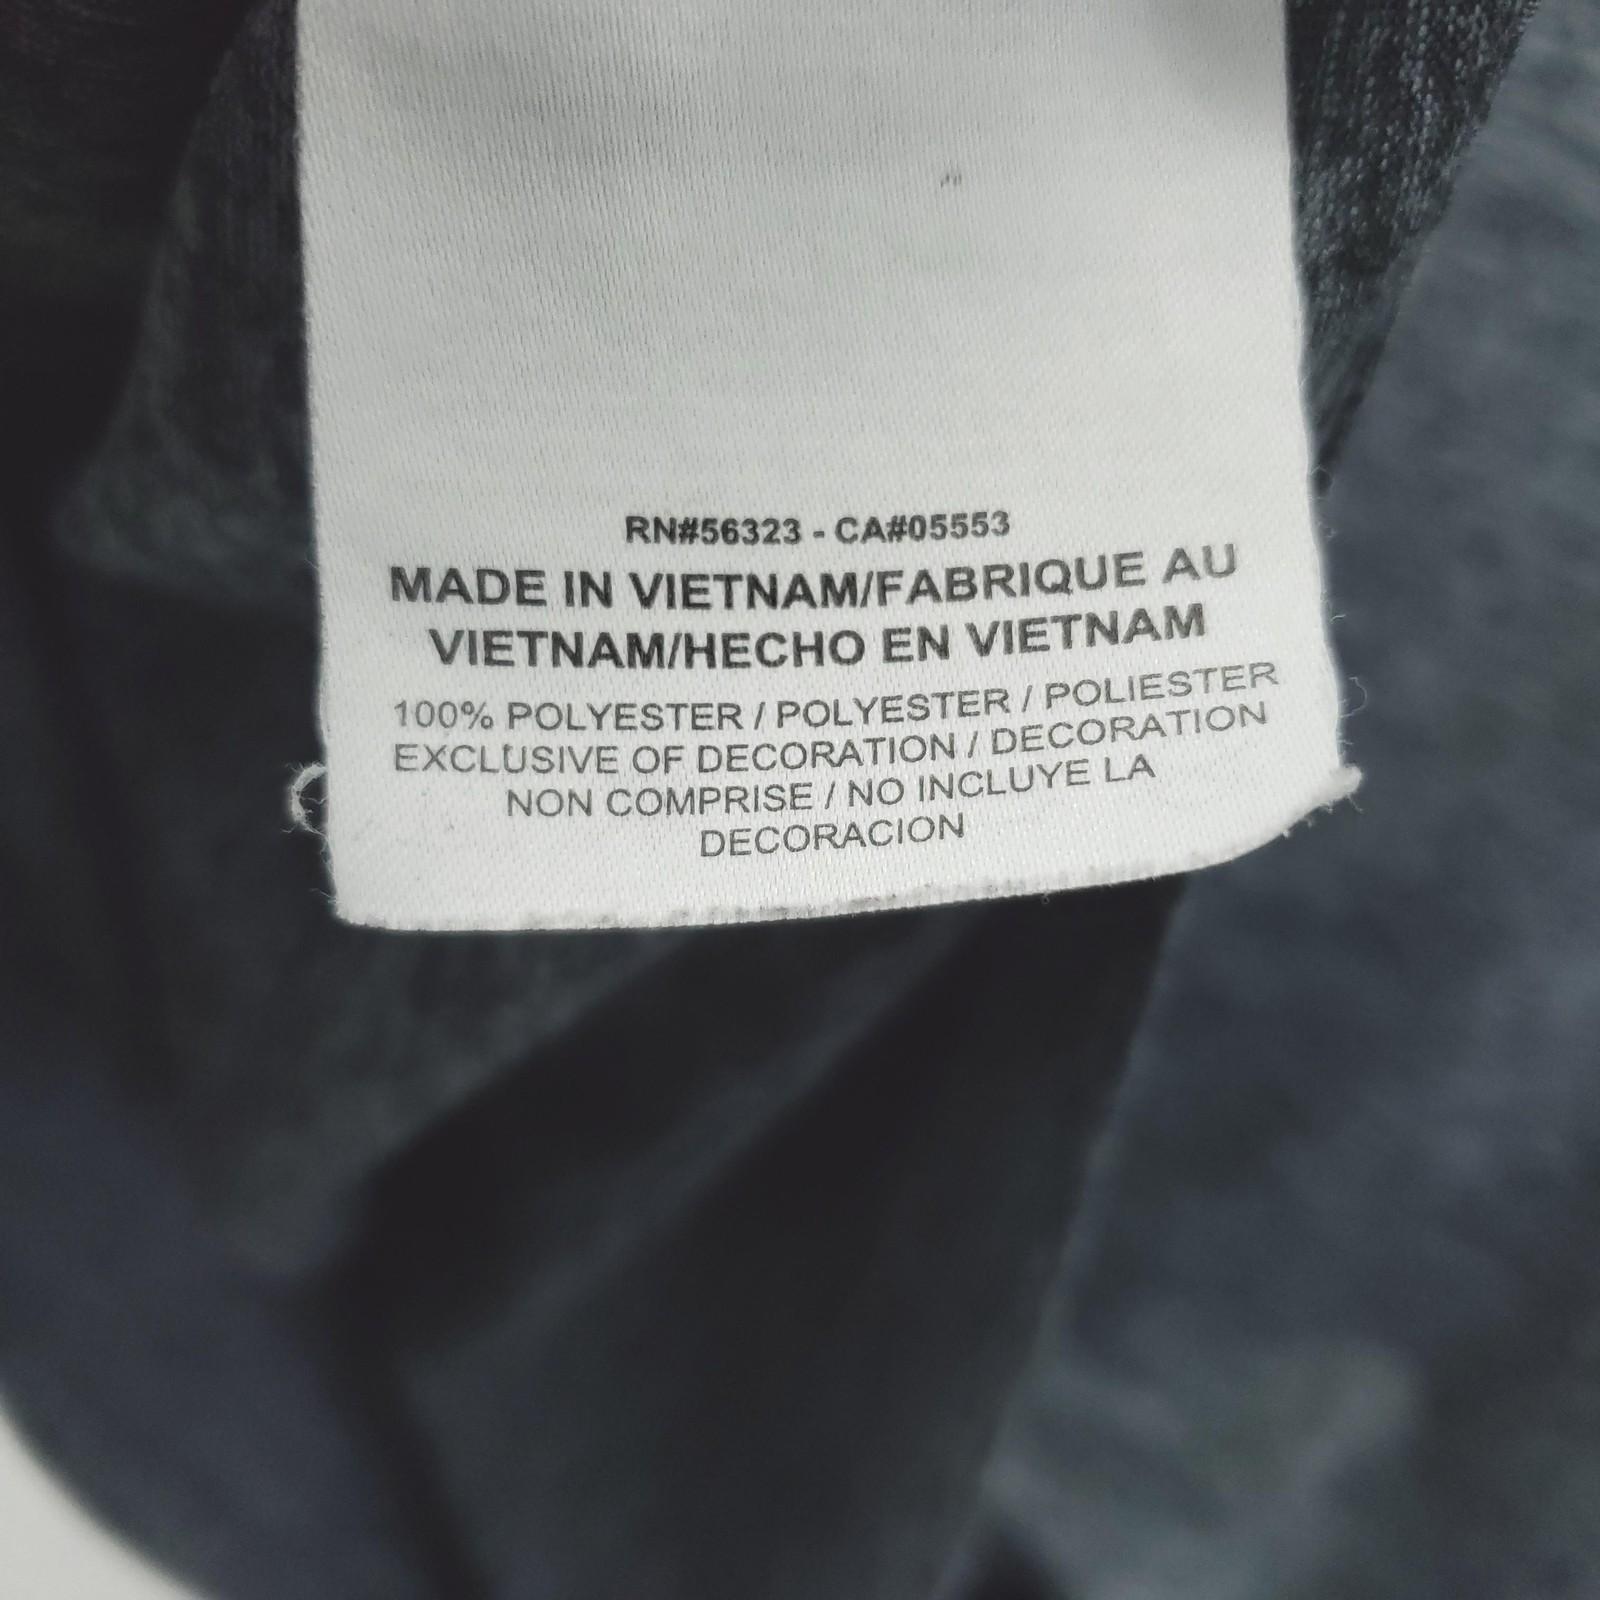 RN#56323 - CA#05553
MADE IN VIETNAM/FABRIQUE AU
VIETNAM/HECHO EN VIETNAM
100% POLYESTER / POLYESTER / POLIESTER
EXCLUSIVE OF DECORATION / DECORATION
NON COMPRISE / NO INCLUYE LA
DECORACION